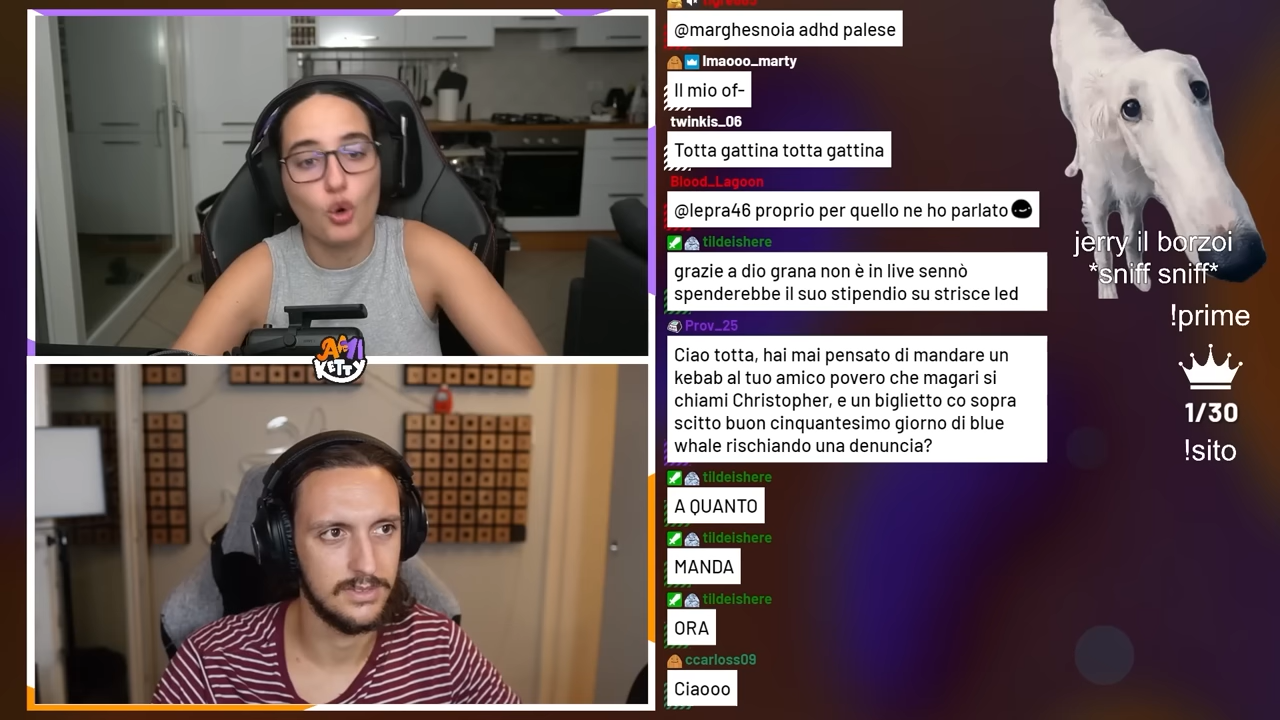 @marghesnoia adhd palese
lmaooo_marty
Il mio of-
twinkis_06
Totta gattina totta gattina
Blood_Lagoon
@lepra46 proprio per quello ne ho parlato
tildeishere
grazie a dio grana non è in live sennò
spenderebbe il suo stipendio su strisce led
Prov_25
Ciao totta, hai mai pensato di mandare un
kebab al tuo amico povero che magari si
chiami Christopher, e un biglietto co sopra
scitto buon cinquantesimo giorno di blue
whale rischiando una denuncia?
tildeishere
A QUANTO
tildeishere
MANDA
tildeishere
ORA
ccarloss09
Ciaooo
jerry il borzoi
*sniff sniff*
!prime
1/30
!sito
KETTY